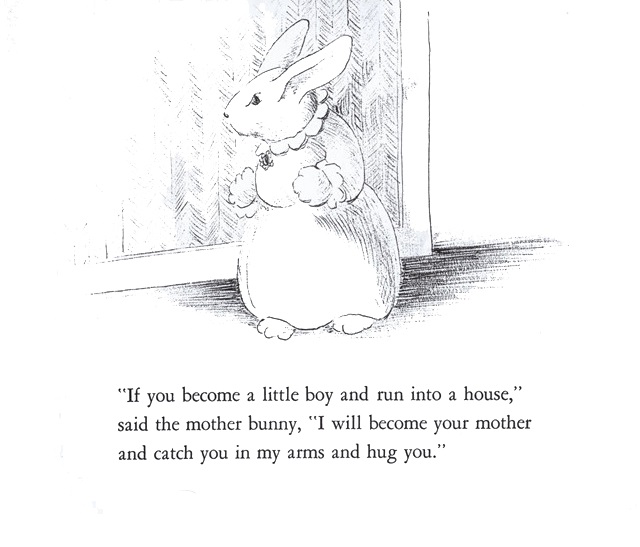 “If you become a little boy and run into a house,”
said the mother bunny, “I will become your mother
and catch you in my arms and hug you.”